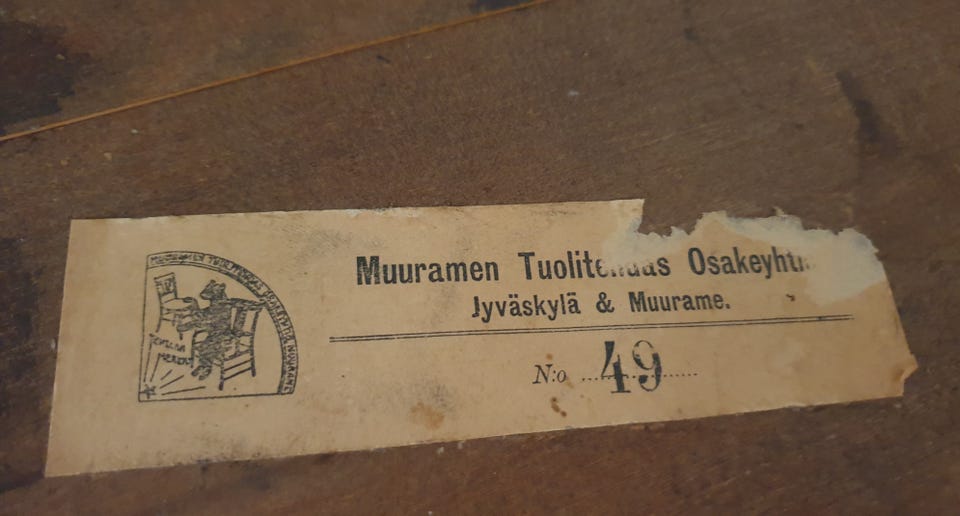 Muuramen Tuolitehdas Osakeyhti
Jyväskylä & Muurame.
N:o 49